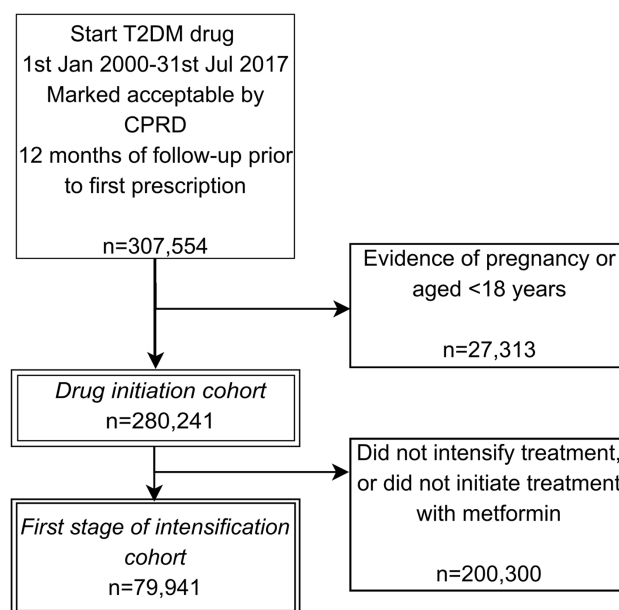 Start T2DM drug
1st Jan 2000-31st Jul 2017
Marked acceptable by
CPRD
12 months of follow-up prior
to first prescription
n=307,554
Evidence of pregnancy or
aged <18 years
n=27,313
Drug initiation cohort
n=280,241
Did not intensify treatment,
or did not initiate treatment
with metformin
n=200,300
First stage of intensification
cohort
n=79,941